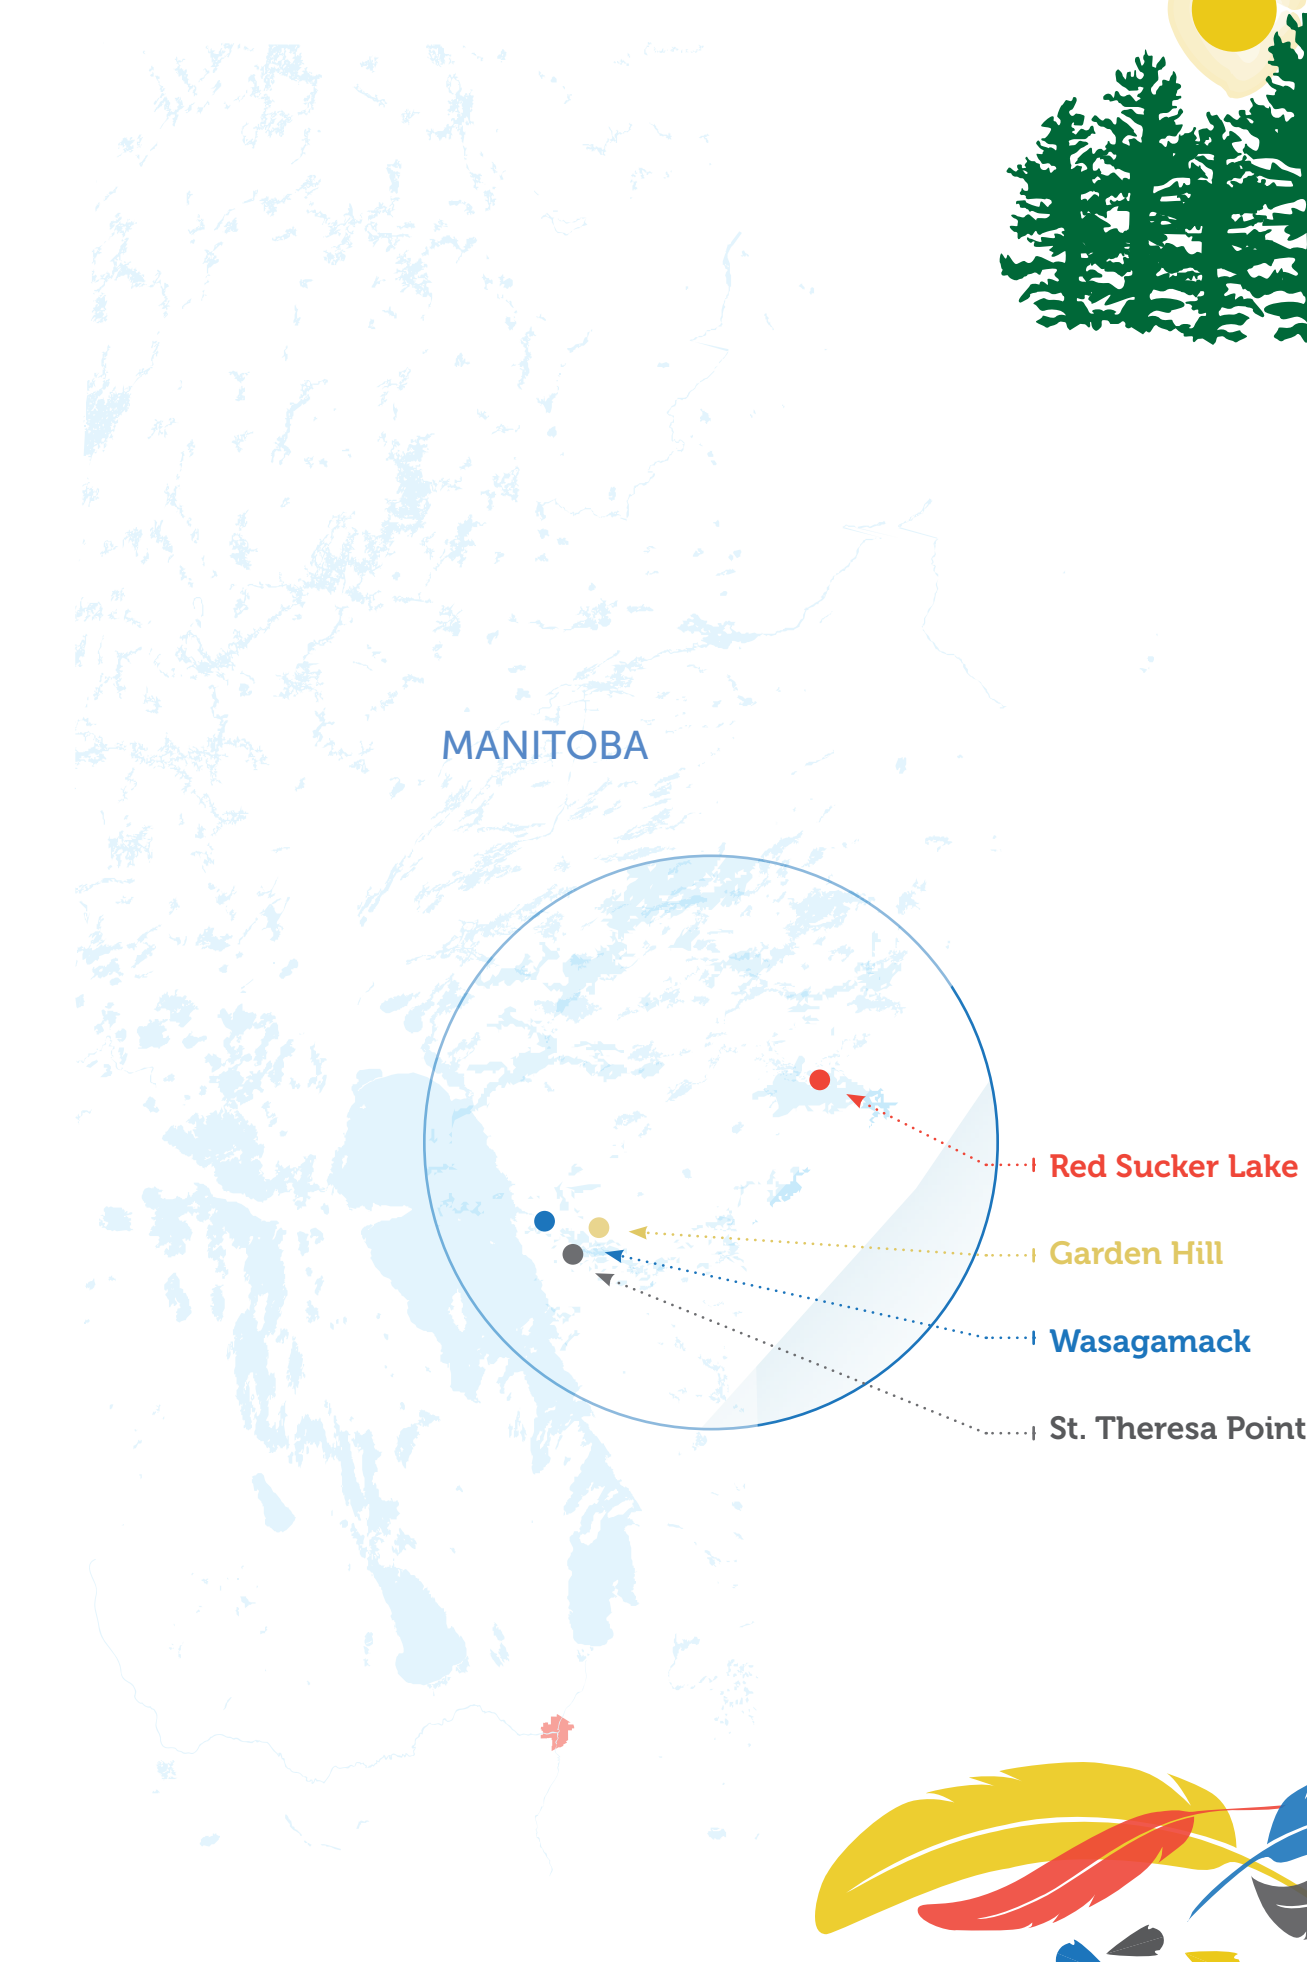 MANITOBA
Red Sucker Lake
Garden Hill
Wasagamack
St. Theresa Point